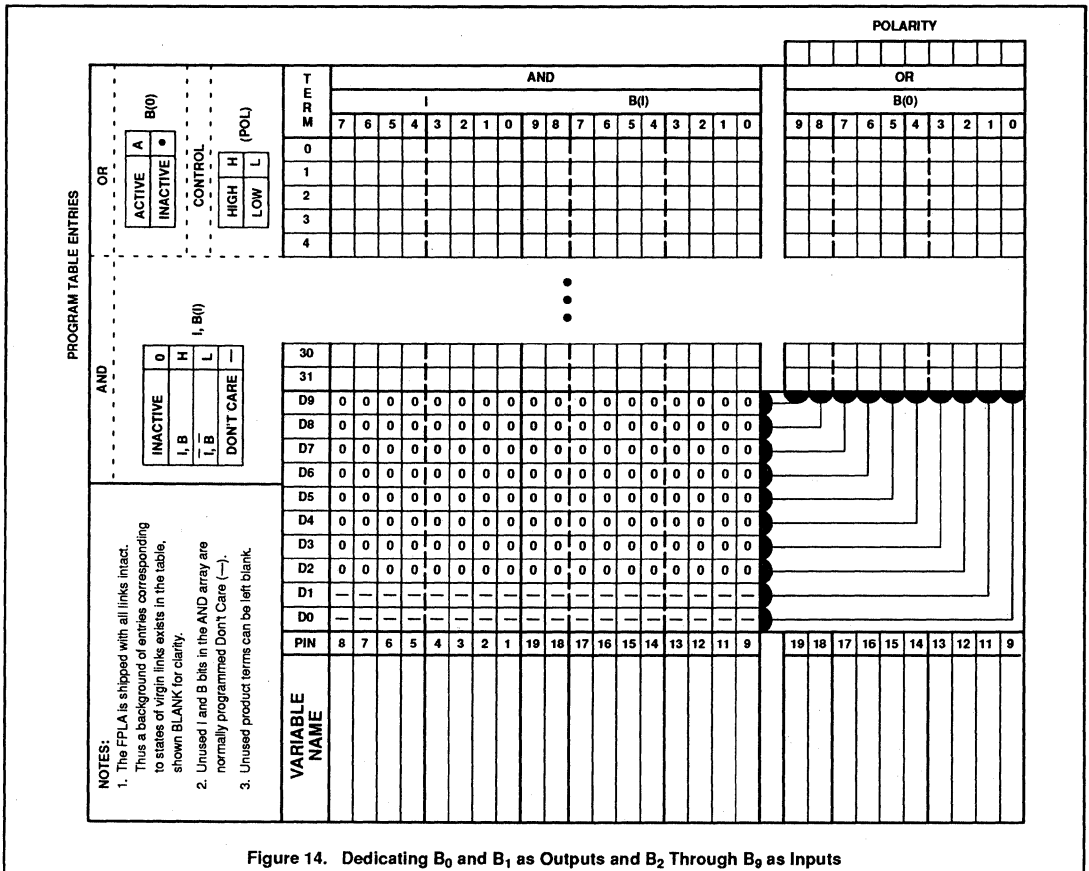 POLARITY
PROGRAM TABLE ENTRIES
AND
OR
INACTIVE 0
I, B H
I, B L
DON'T CARE —
I, B(I)
ACTIVE A
INACTIVE ●
B(0)
CONTROL
HIGH H
LOW L
(POL)
NOTES:
1. The FPLA is shipped with all links intact.
Thus a background of entries corresponding
to states of virgin links exists in the table,
shown BLANK for clarity.
2. Unused I and B bits in the AND array are
normally programmed Don't Care (—).
3. Unused product terms can be left blank.
TERM
AND
OR
I
B(I)
B(0)
7 6 5 4 3 2 1 0 9 8 7 6 5 4 3 2 1 0 9 8 7 6 5 4 3 2 1 0
0
1
2
3
4
30
31
D9 0 0 0 0 0 0 0 0 0 0 0 0 0 0 0 0 0 0
D8 0 0 0 0 0 0 0 0 0 0 0 0 0 0 0 0 0 0
D7 0 0 0 0 0 0 0 0 0 0 0 0 0 0 0 0 0 0
D6 0 0 0 0 0 0 0 0 0 0 0 0 0 0 0 0 0 0
D5 0 0 0 0 0 0 0 0 0 0 0 0 0 0 0 0 0 0
D4 0 0 0 0 0 0 0 0 0 0 0 0 0 0 0 0 0 0
D3 0 0 0 0 0 0 0 0 0 0 0 0 0 0 0 0 0 0
D2 0 0 0 0 0 0 0 0 0 0 0 0 0 0 0 0 0 0
D1 — — — — — — — — — — — — — — — — — —
D0 — — — — — — — — — — — — — — — — — —
PIN 8 7 6 5 4 3 2 1 19 18 17 16 15 14 13 12 11 9 19 18 17 16 15 14 13 12 11 9
VARIABLE
NAME
Figure 14. Dedicating B0 and B1 as Outputs and B2 Through B9 as Inputs